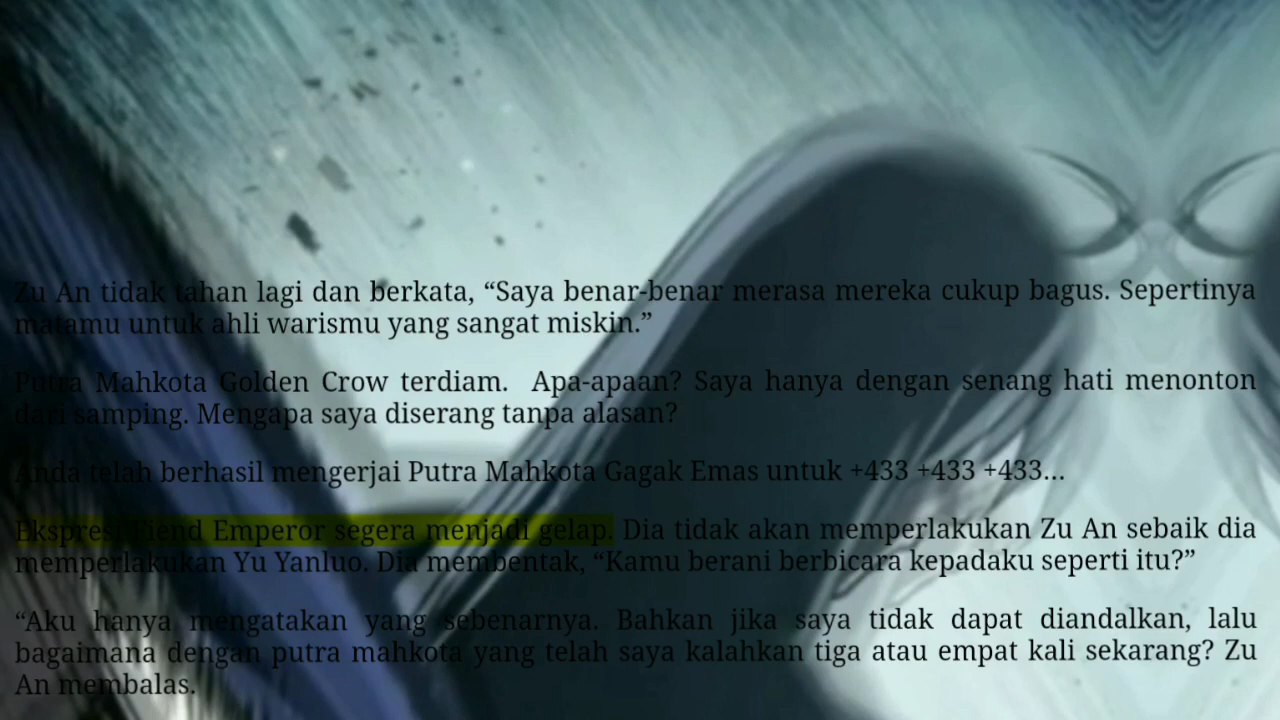 Zu An tidak tahan lagi dan berkata, “Saya benar-benar merasa mereka cukup bagus. Sepertinya
matamu untuk ahli warismu yang sangat miskin.”
Putra Mahkota Golden Crow terdiam.  Apa-apaan? Saya hanya dengan senang hati menonton
dari samping. Mengapa saya diserang tanpa alasan?
Anda telah berhasil mengerjai Putra Mahkota Gagak Emas untuk +433 +433 +433…
Ekspresi Fiend Emperor segera menjadi gelap. Dia tidak akan memperlakukan Zu An sebaik dia
memperlakukan Yu Yanluo. Dia membentak, “Kamu berani berbicara kepadaku seperti itu?”
“Aku hanya mengatakan yang sebenarnya. Bahkan jika saya tidak dapat diandalkan, lalu
bagaimana dengan putra mahkota yang telah saya kalahkan tiga atau empat kali sekarang? Zu
An membalas.